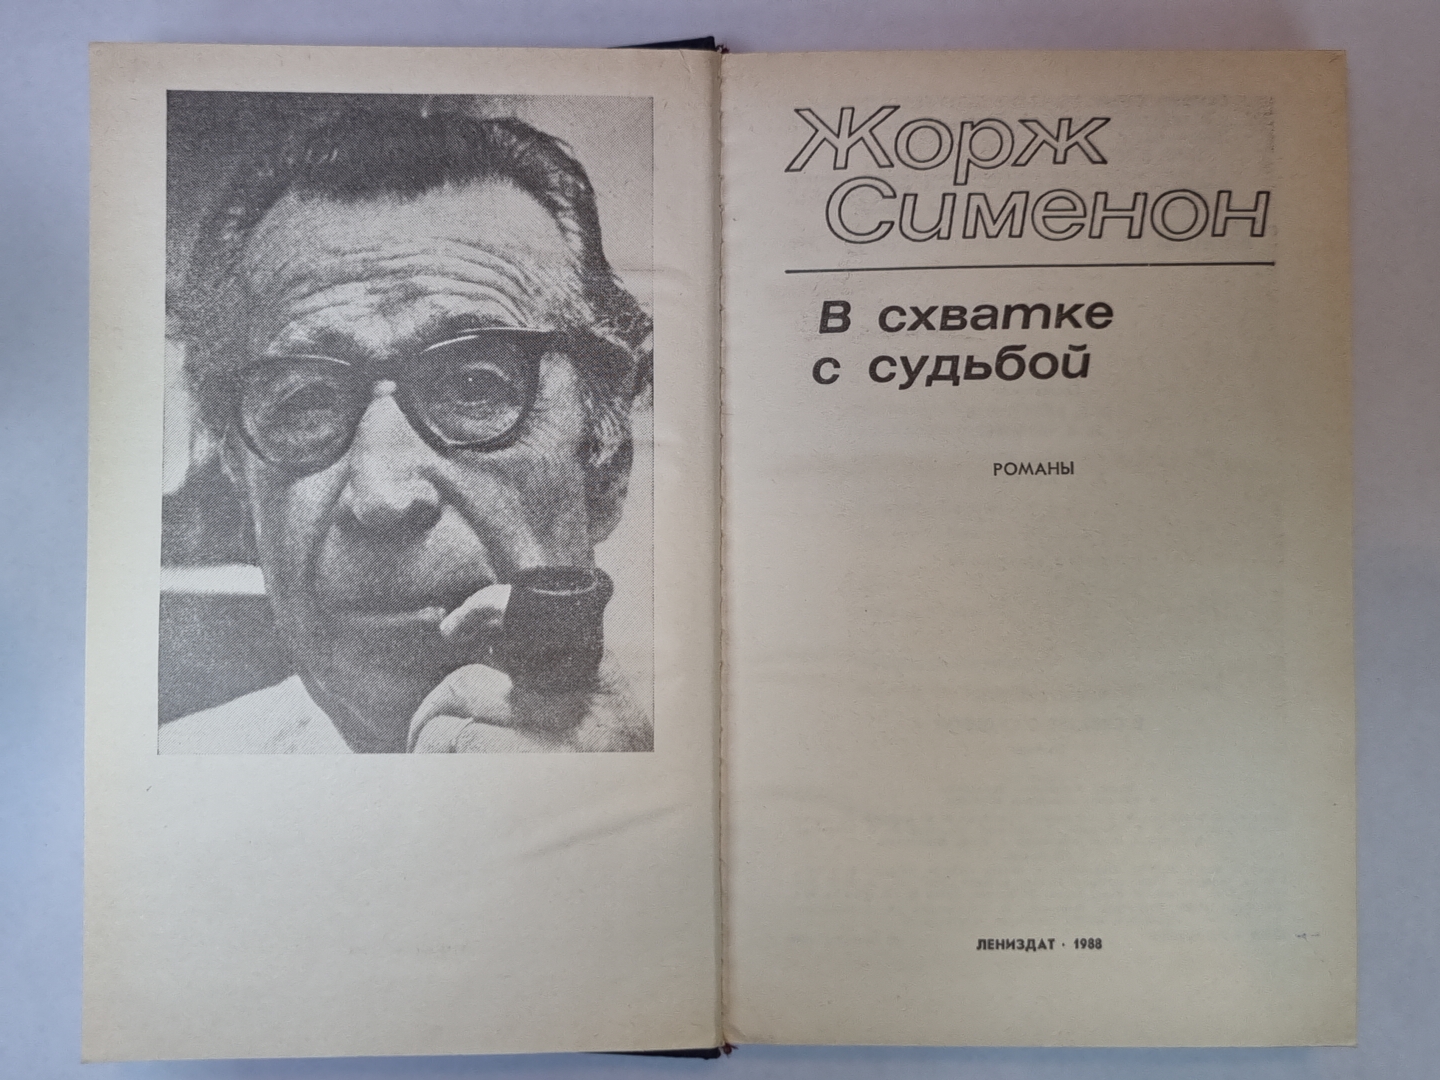 Жорж
Сименон
В схватке
с судьбой
РОМАНЫ
ЛЕНИЗДАТ · 1988